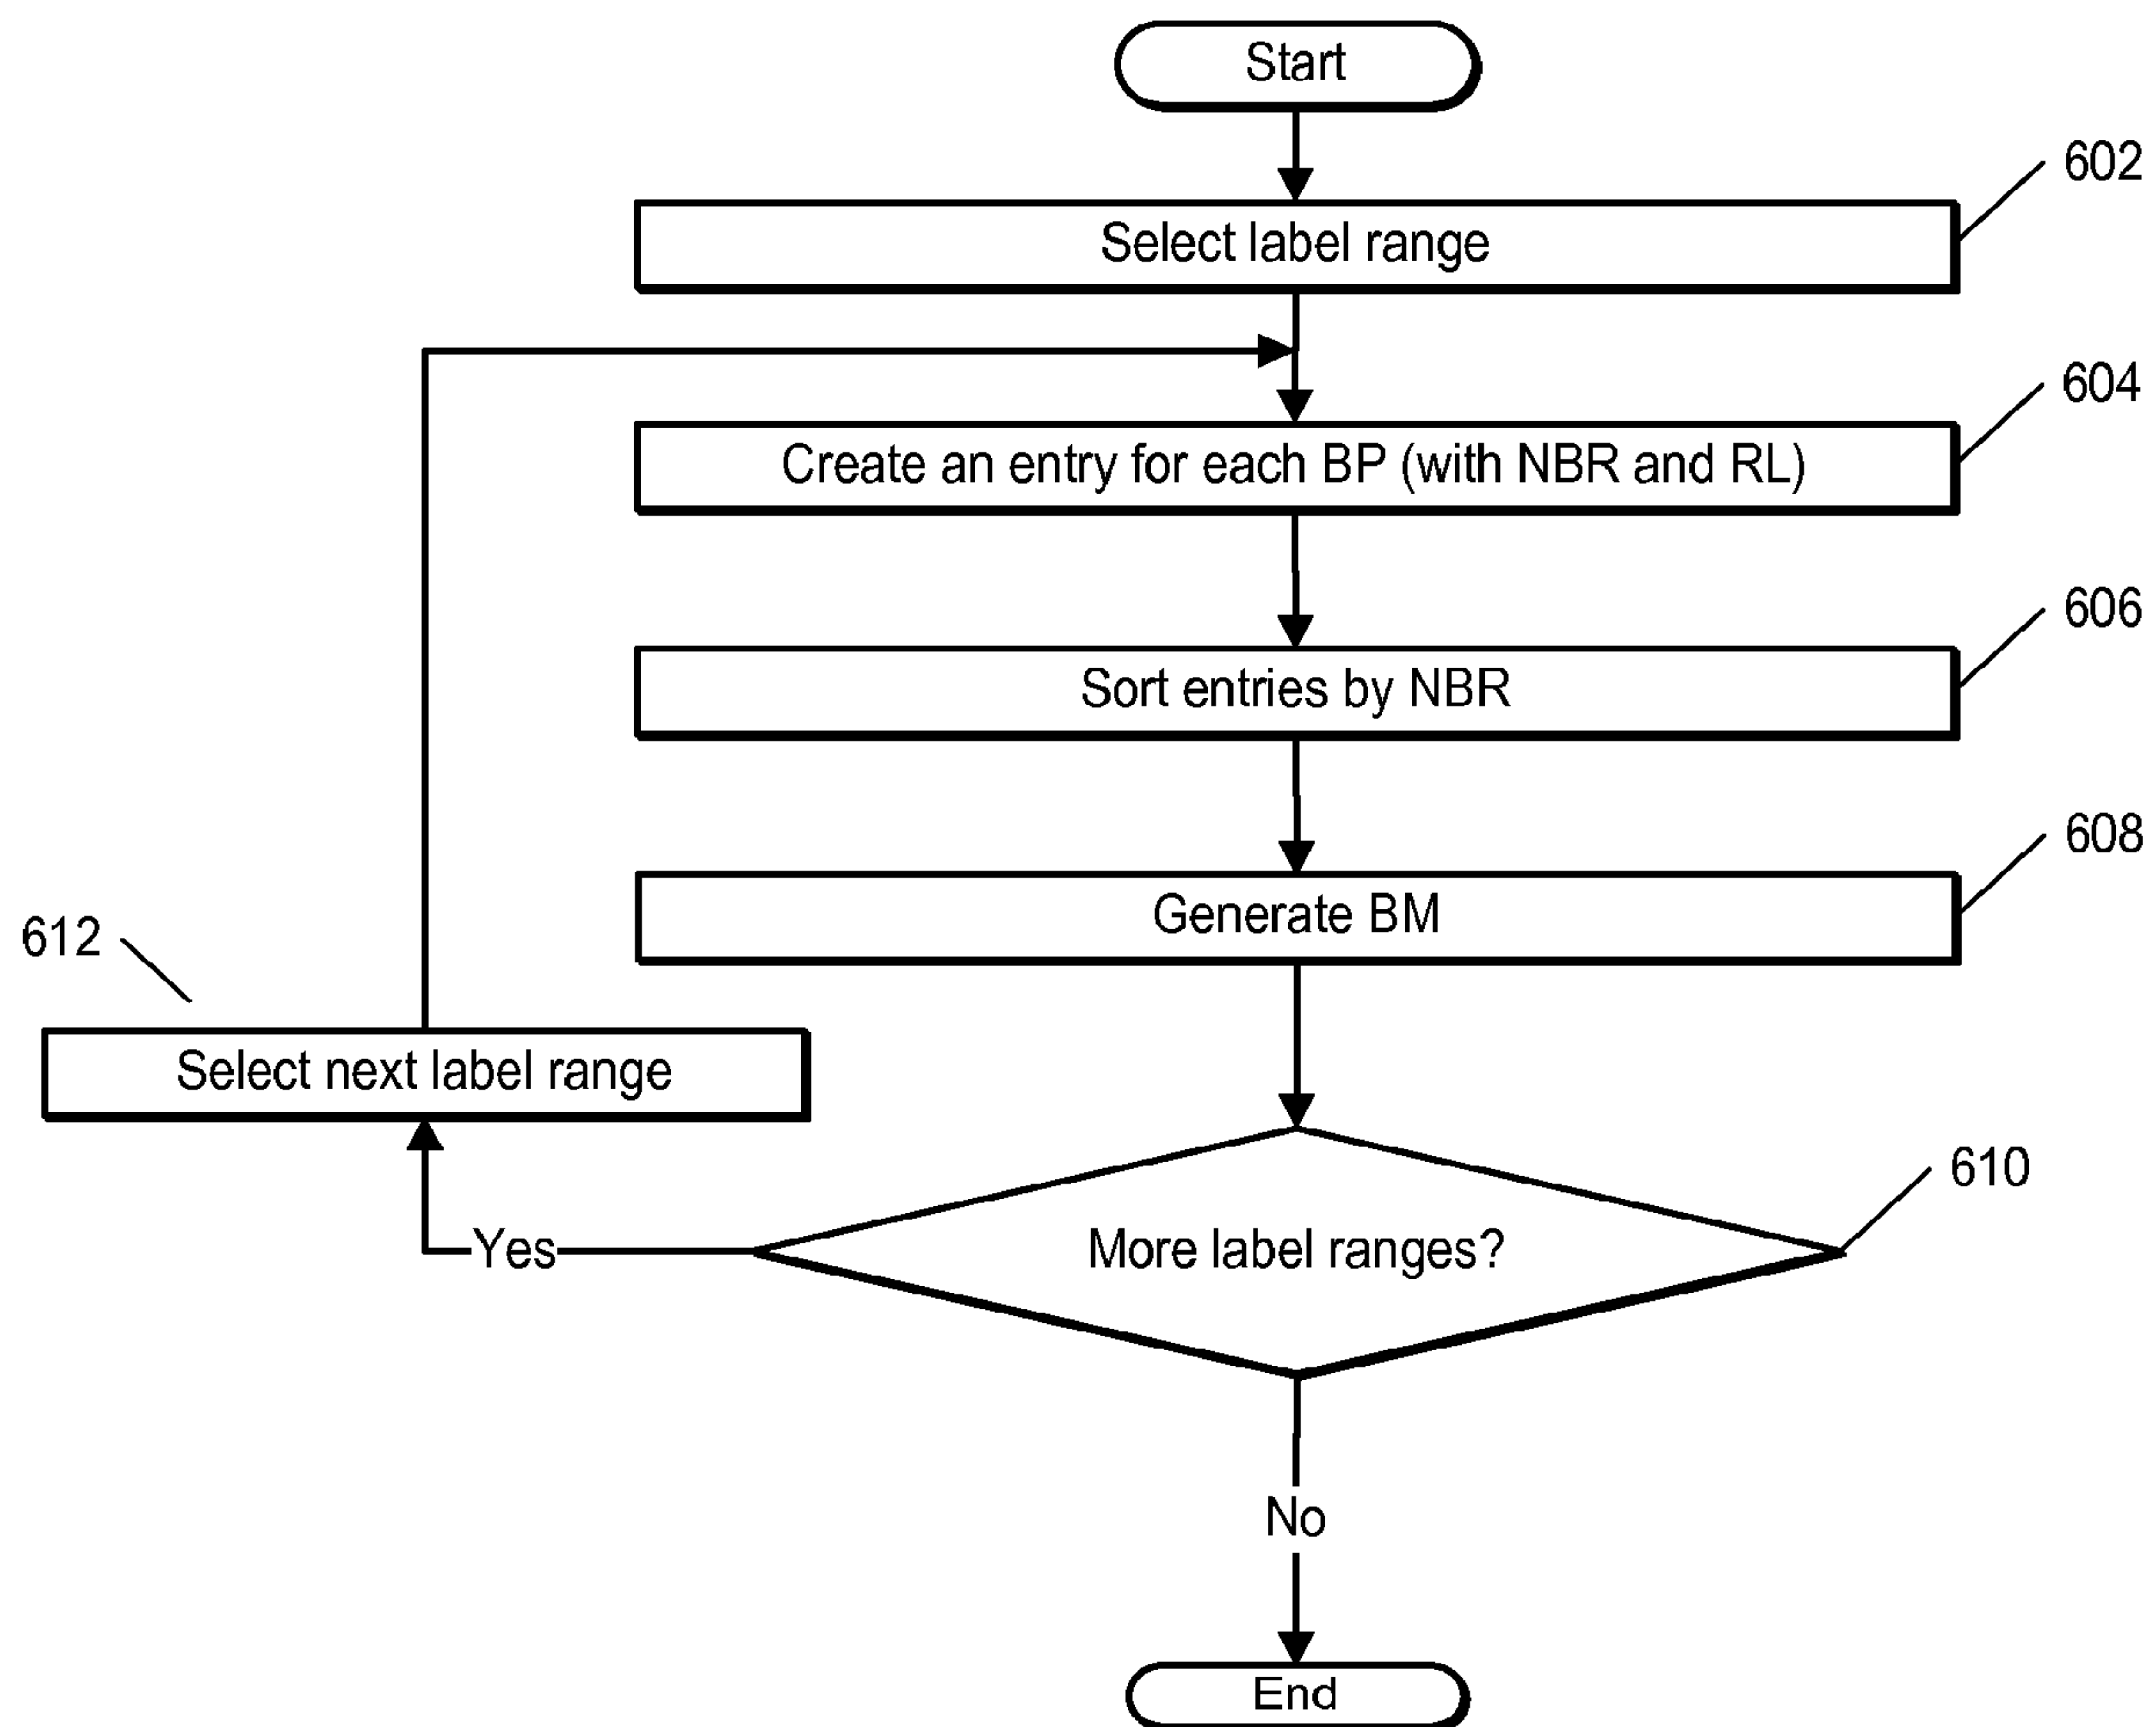 Start
602
Select label range
604
Create an entry for each BP (with NBR and RL)
606
Sort entries by NBR
608
Generate BM
612
Select next label range
610
More label ranges?
Yes
No
End